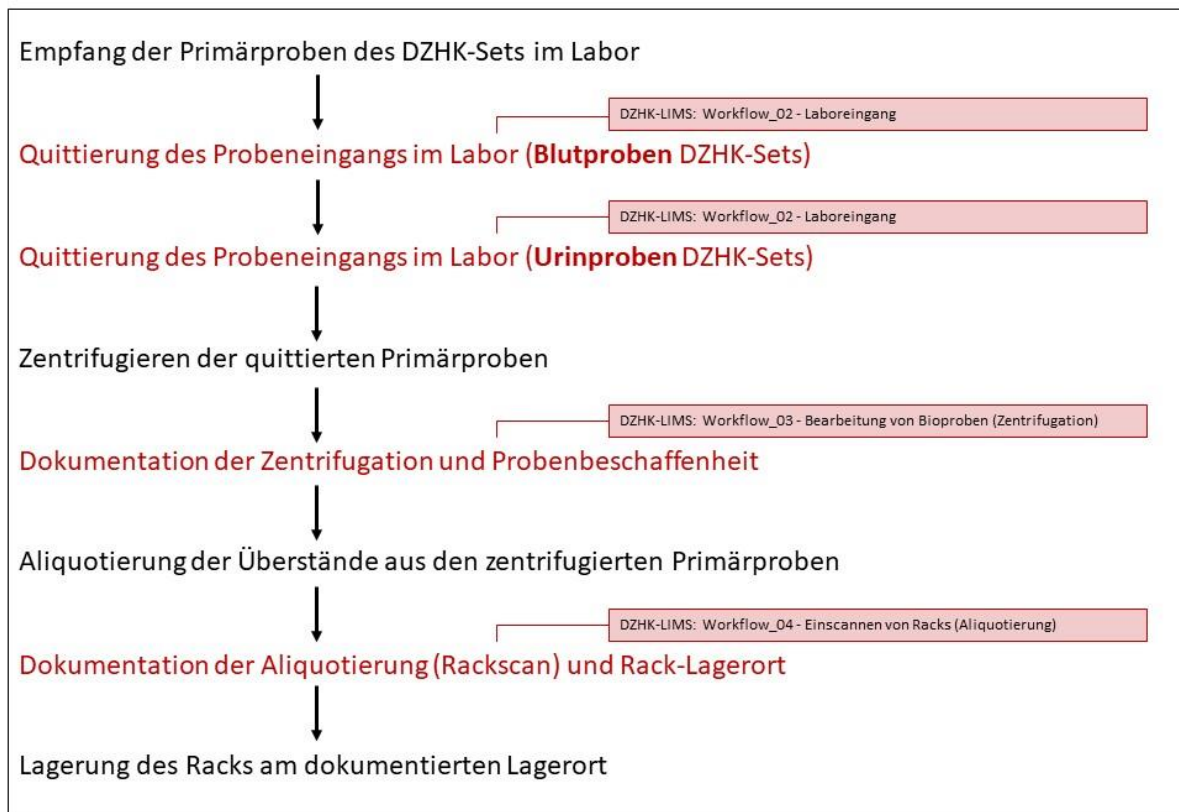 Empfang der Primärproben des DZHK-Sets im Labor
DZHK-LIMS: Workflow_02 - Laboreingang
Quittierung des Probeneingangs im Labor (Blutproben DZHK-Sets)
DZHK-LIMS: Workflow_02 - Laboreingang
Quittierung des Probeneingangs im Labor (Urinproben DZHK-Sets)
Zentrifugieren der quittierten Primärproben
DZHK-LIMS: Workflow_03 - Bearbeitung von Bioproben (Zentrifugation)
Dokumentation der Zentrifugation und Probenbeschaffenheit
Aliquotierung der Überstände aus den zentrifugierten Primärproben
DZHK-LIMS: Workflow_04 - Einscannen von Racks (Aliquotierung)
Dokumentation der Aliquotierung (Rackscan) und Rack-Lagerort
Lagerung des Racks am dokumentierten Lagerort